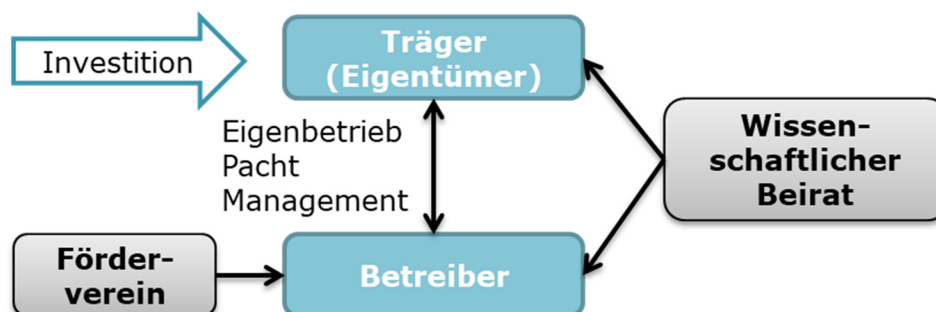 Investition
Träger
(Eigentümer)
Eigenbetrieb
Pacht
Management
Wissen-
schaftlicher
Beirat
Förder-
verein
Betreiber